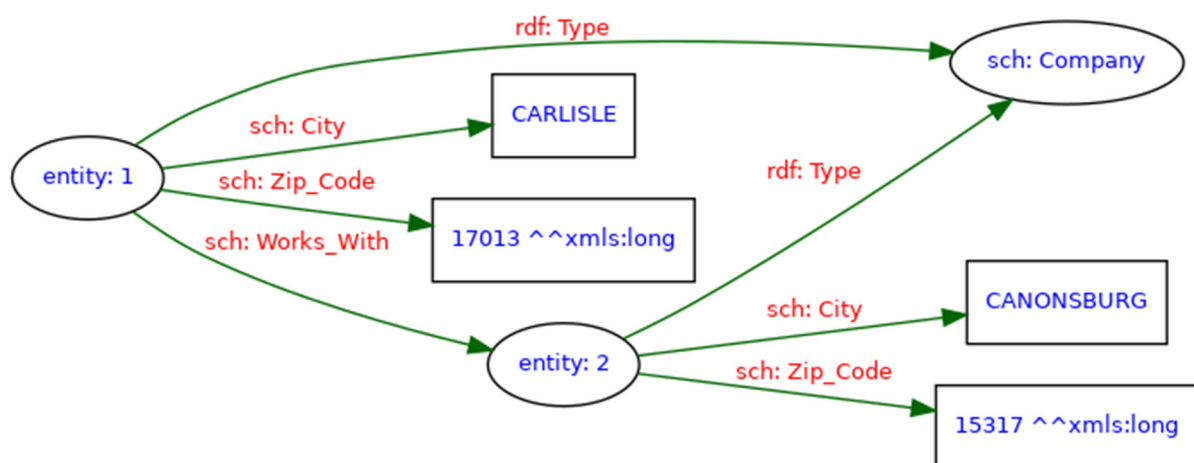 rdf: Type
sch: Company
CARLISLE
sch: City
entity: 1
sch: Zip_Code
rdf: Type
17013 ^^xmls:long
sch: Works_With
CANONSBURG
sch: City
entity: 2
sch: Zip_Code
15317 ^^xmls:long